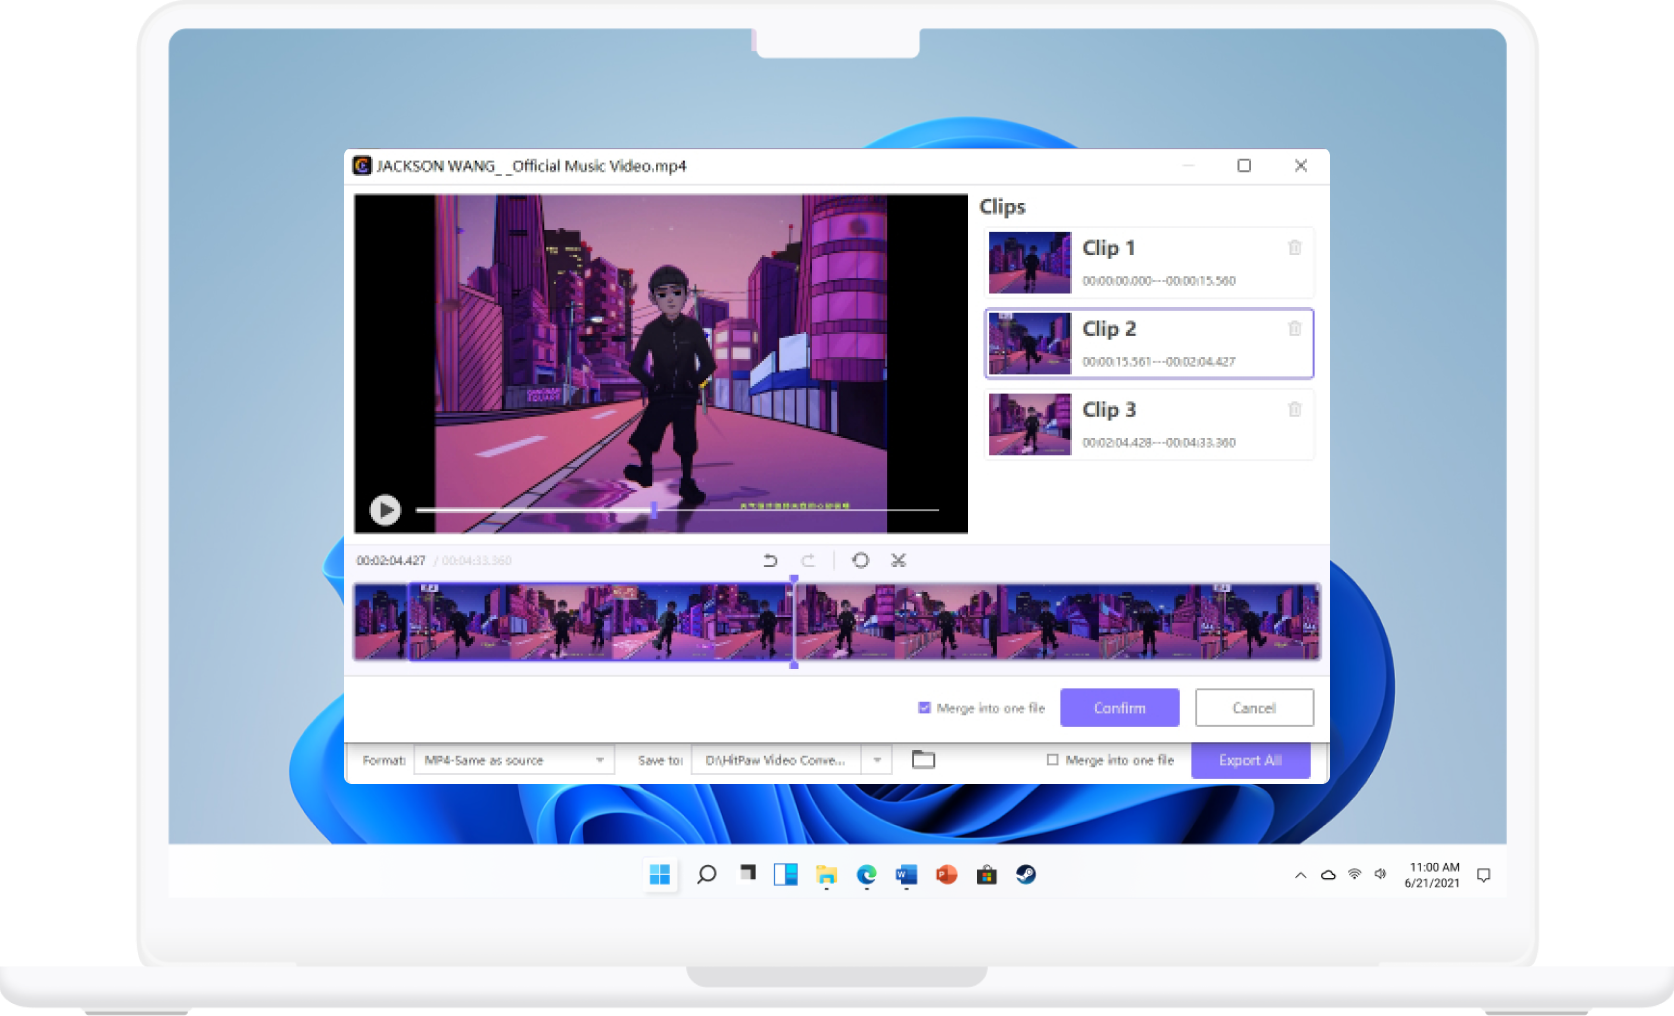 JACKSON WANG_ _Official Music Video.mp4
Clips
Clip 1
00:00:00.000---00:00:15.560
Clip 2
00:00:15.561---00:02:04.427
Clip 3
00:02:04.428---00:04:33.360
SQUARE
00:02:04.427 / 00:04:33.360
Merge into one file
Confirm
Cancel
Format:
MP4-Same as source
Save to:
D:\HitPaw Video Conve...
Merge into one file
Export All
11:00 AM
6/21/2021